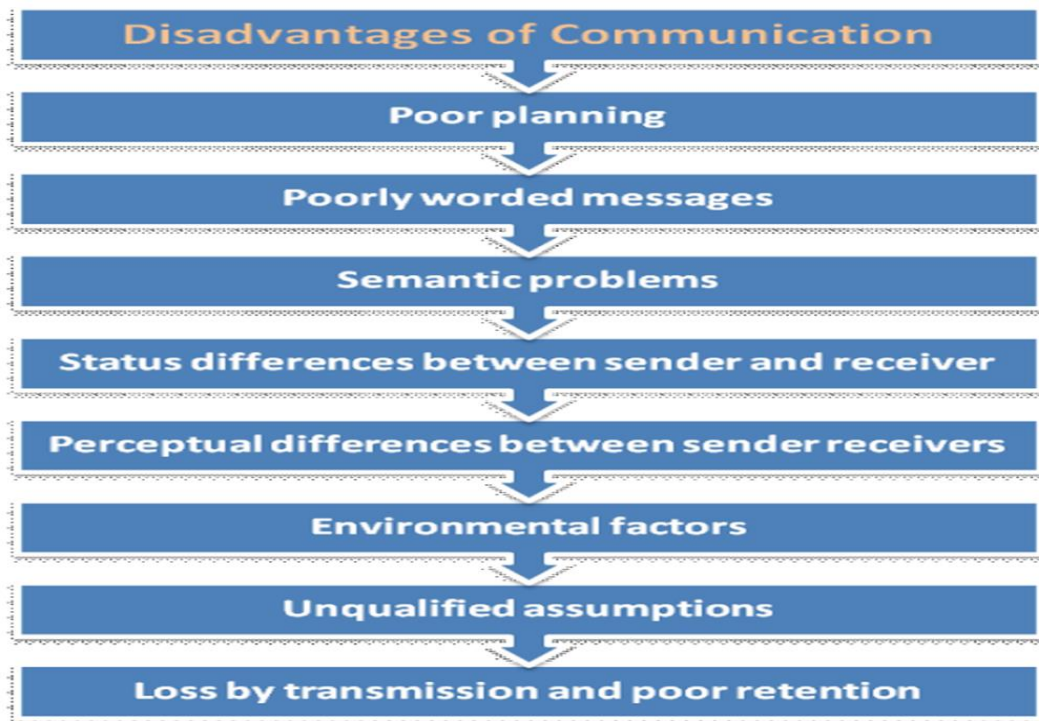 Disadvantages of Communication
Poor planning
Poorly worded messages
Semantic problems
Status differences between sender and receiver
Perceptual differences between sender receivers
Environmental factors
Unqualified assumptions
Loss by transmission and poor retention